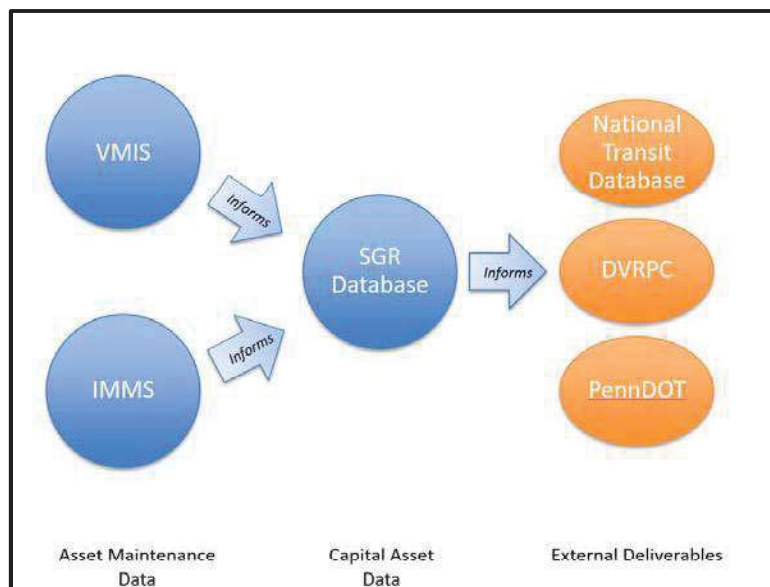 VMIS
Informs
IMMS
Informs
SGR
Database
Informs
National
Transit
Database
DVRPC
PennDOT
Asset Maintenance
Data
Capital Asset
Data
External Deliverables